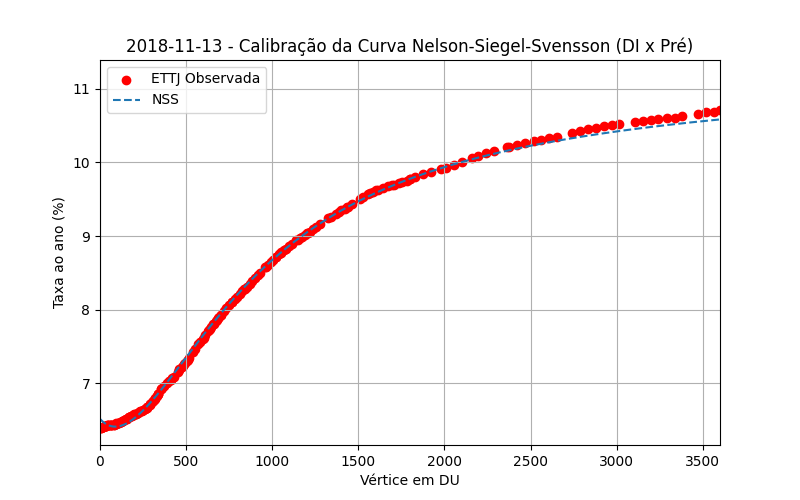 2018-11-13 - Calibração da Curva Nelson-Siegel-Svensson (DI x Pré)
ETTJ Observada
NSS
Taxa ao ano (%)
11
10
9
8
7
0 500 1000 1500 2000 2500 3000 3500
Vértice em DU